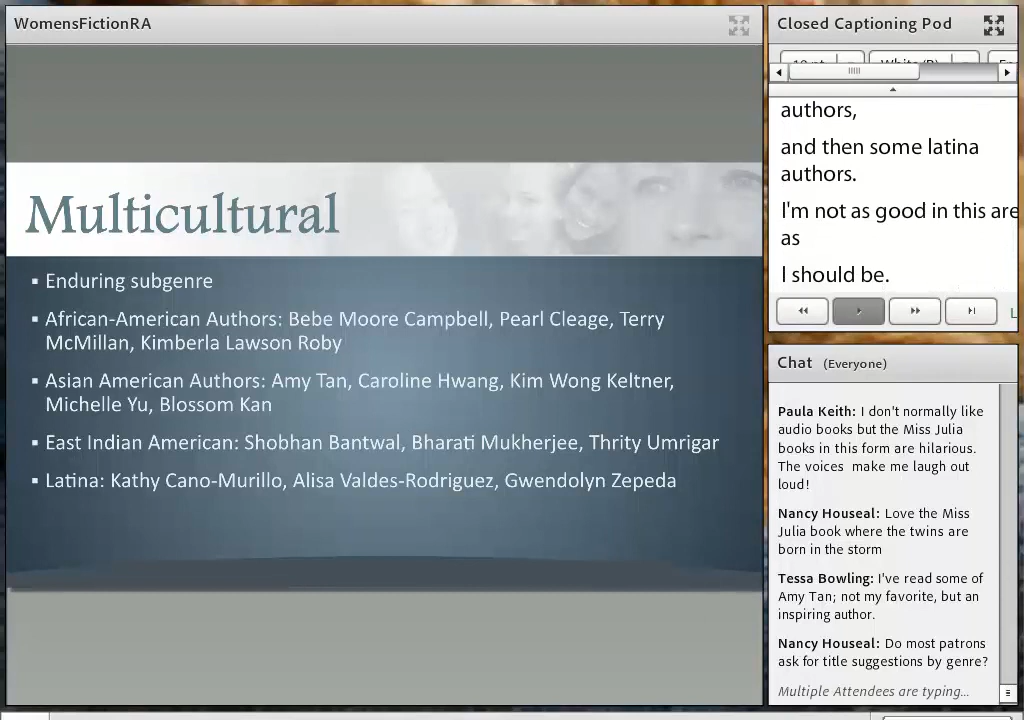 WomensFictionRA
Multicultural
▪ Enduring subgenre
▪ African-American Authors: Bebe Moore Campbell, Pearl Cleage, Terry
McMillan, Kimberla Lawson Roby
▪ Asian American Authors: Amy Tan, Caroline Hwang, Kim Wong Keltner,
Michelle Yu, Blossom Kan
▪ East Indian American: Shobhan Bantwal, Bharati Mukherjee, Thrity Umrigar
▪ Latina: Kathy Cano-Murillo, Alisa Valdes-Rodriguez, Gwendolyn Zepeda
Closed Captioning Pod
authors,
and then some latina
authors.
I'm not as good in this are
as
I should be.
Chat (Everyone)
Paula Keith: I don't normally like
audio books but the Miss Julia
books in this form are hilarious.
The voices make me laugh out
loud!
Nancy Houseal: Love the Miss
Julia book where the twins are
born in the storm
Tessa Bowling: I've read some of
Amy Tan; not my favorite, but an
inspiring author.
Nancy Houseal: Do most patrons
ask for title suggestions by genre?
Multiple Attendees are typing...